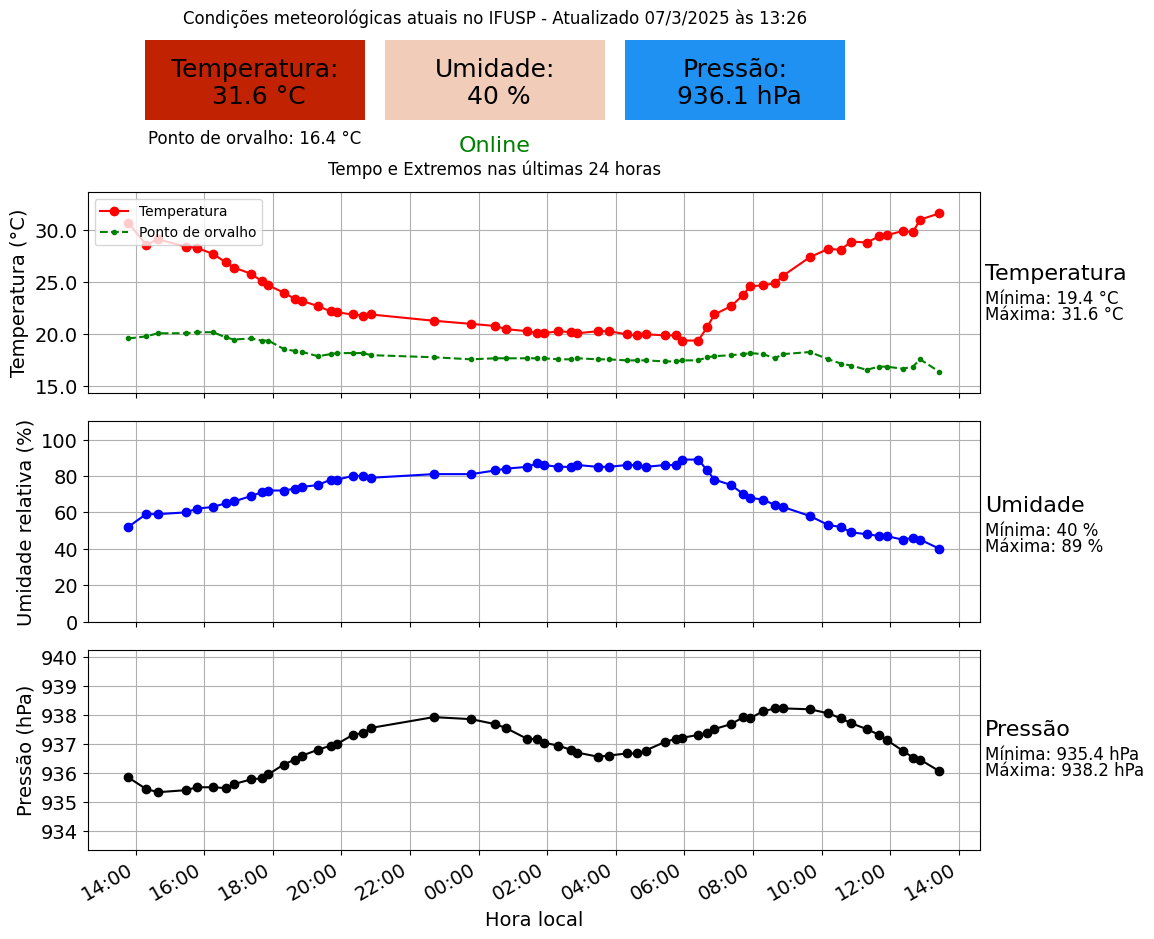 Condições meteorológicas atuais no IFUSP - Atualizado 07/3/2025 às 13:26
Temperatura:
31.6 °C
Umidade:
40 %
Pressão:
936.1 hPa
Ponto de orvalho: 16.4 °C
Online
Tempo e Extremos nas últimas 24 horas
Temperatura (°C)
30.0
25.0
20.0
15.0
Temperatura
Ponto de orvalho
Temperatura
Mínima: 19.4 °C
Máxima: 31.6 °C
Umidade relativa (%)
100
80
60
40
20
0
Umidade
Mínima: 40 %
Máxima: 89 %
Pressão (hPa)
940
939
938
937
936
935
934
Pressão
Mínima: 935.4 hPa
Máxima: 938.2 hPa
14:00
16:00
18:00
20:00
22:00
00:00
02:00
04:00
06:00
08:00
10:00
12:00
14:00
Hora local